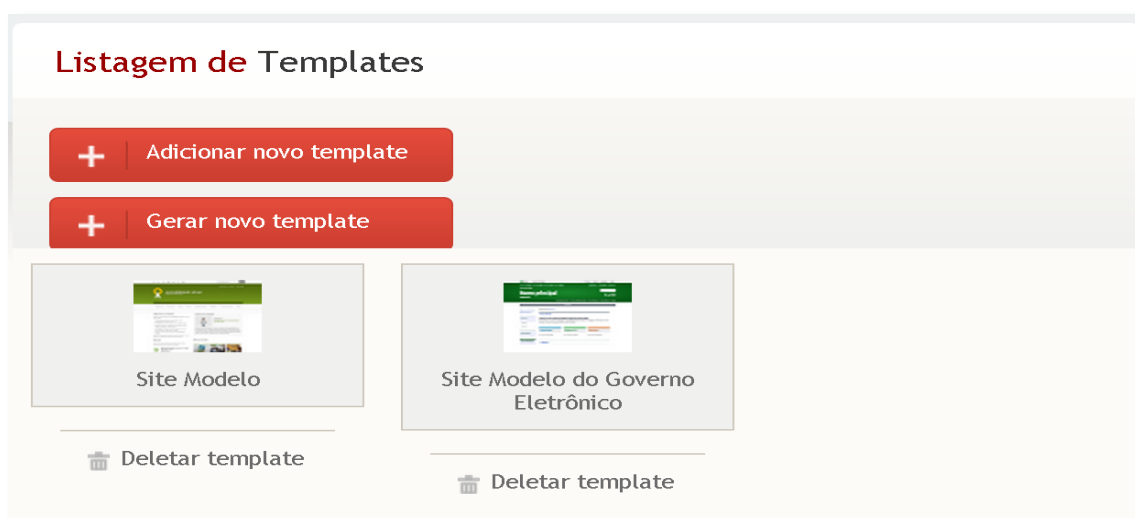 Listagem de Templates
Adicionar novo template
Gerar novo template
Site Modelo
Site Modelo do Governo
Eletrônico
Deletar template
Deletar template